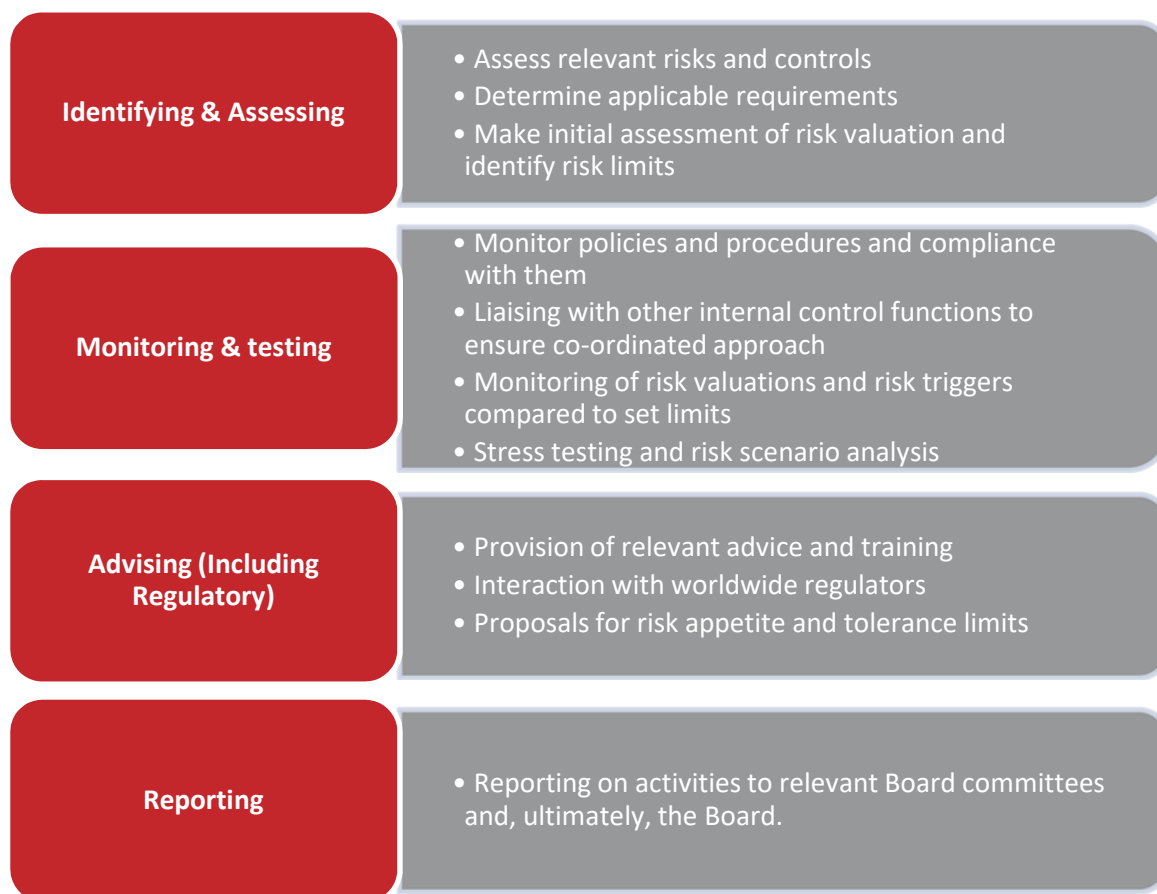 Identifying & Assessing
• Assess relevant risks and controls
• Determine applicable requirements
• Make initial assessment of risk valuation and
identify risk limits
Monitoring & testing
• Monitor policies and procedures and compliance
with them
• Liaising with other internal control functions to
ensure co-ordinated approach
• Monitoring of risk valuations and risk triggers
compared to set limits
• Stress testing and risk scenario analysis
Advising (Including
Regulatory)
• Provision of relevant advice and training
• Interaction with worldwide regulators
• Proposals for risk appetite and tolerance limits
Reporting
• Reporting on activities to relevant Board committees
and, ultimately, the Board.